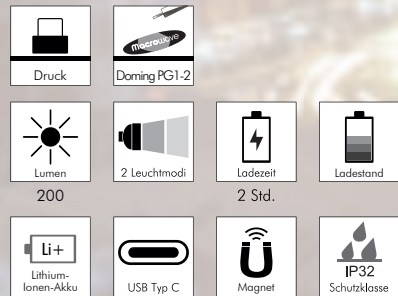 macrowave
Druck
Doming PG1-2
Lumen
2 Leuchtmodi
Ladezeit
Ladestand
200
2 Std.
Li+
Lithium-
Ionen-Akku
USB Typ C
Magnet
IP32
Schutzklasse